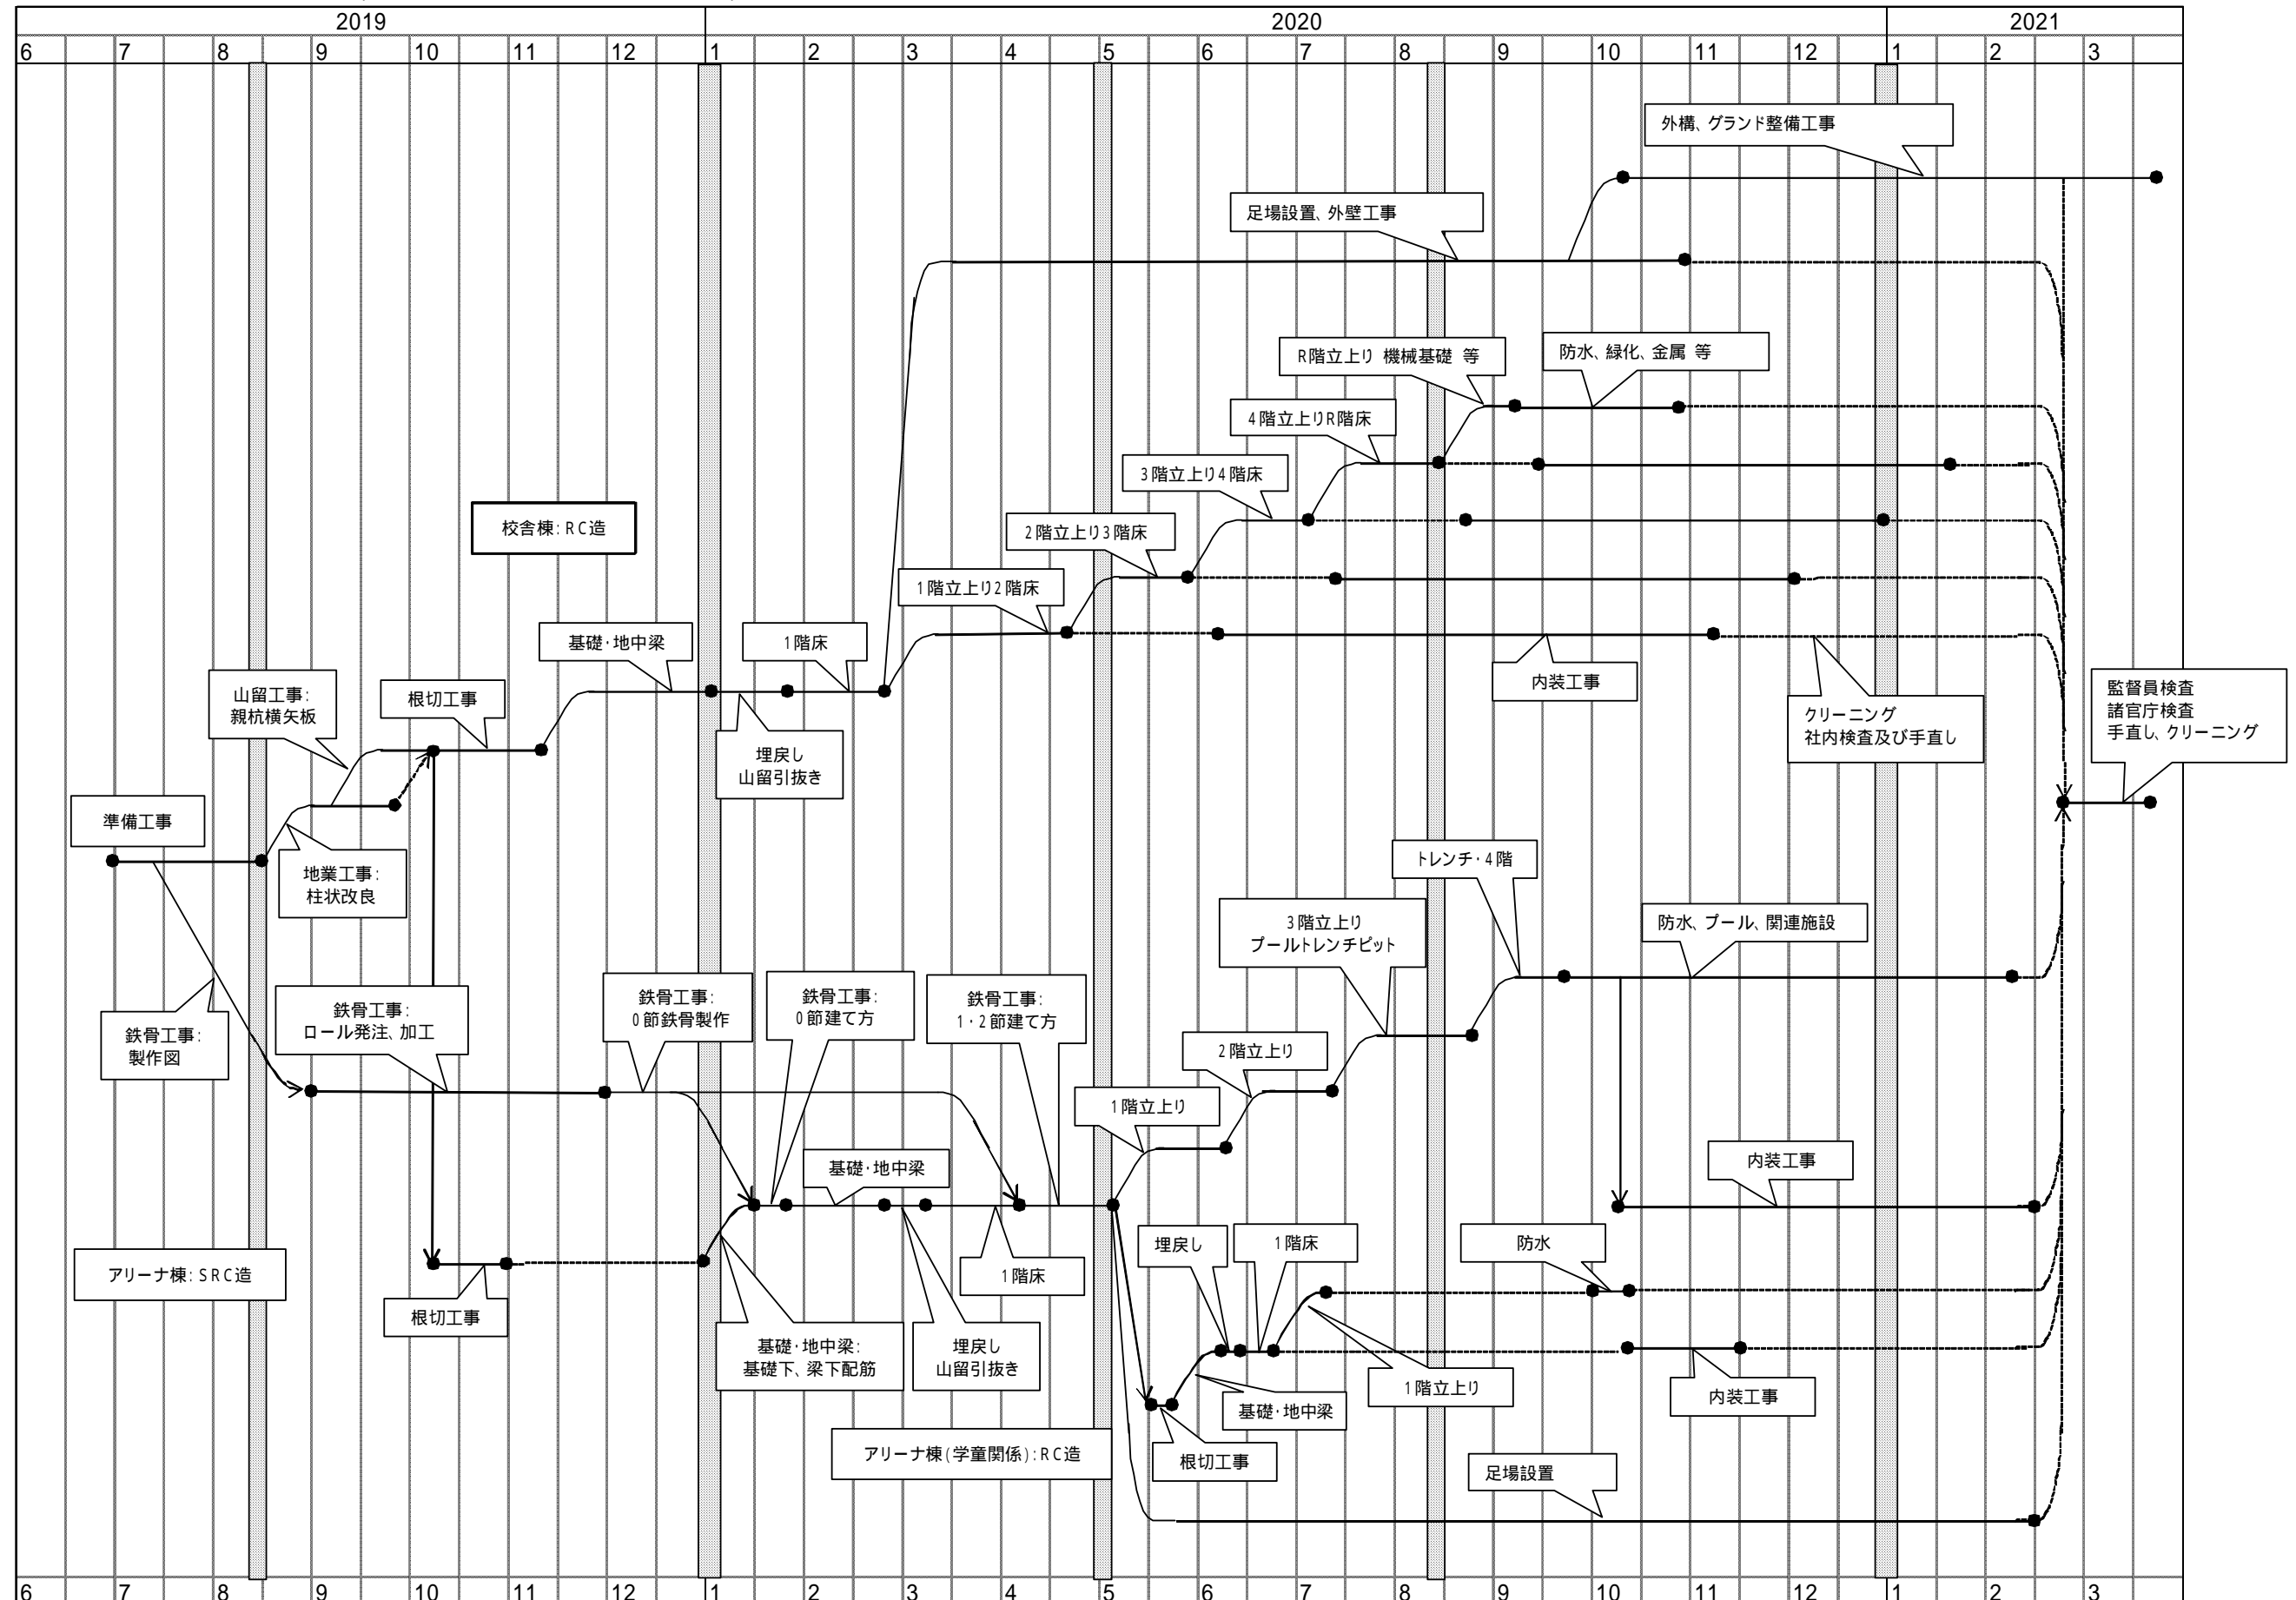 2019 2020 2021
6 7 8 9 10 11 12 1 2 3 4 5 6 7 8 9 10 11 12 1 2 3
外構、グランド整備工事
足場設置、外壁工事
R階立上り 機械基礎 等
防水、緑化、金属 等
4階立上りR階床
3階立上り4階床
校舎棟:RC造
2階立上り3階床
1階立上り2階床
基礎・地中梁
1階床
内装工事
山留工事:
親杭横矢板
根切工事
クリーニング
社内検査及び手直し
監督員検査
諸官庁検査
手直し、クリーニング
埋戻し
山留引抜き
準備工事
地業工事:
柱状改良
トレンチ・4階
3階立上り
プールトレンチピット
防水、プール、関連施設
鉄骨工事:
製作図
鉄骨工事:
ロール発注、加工
鉄骨工事:
0節鉄骨製作
鉄骨工事:
0節建て方
鉄骨工事:
1・2節建て方
2階立上り
1階立上り
基礎・地中梁
内装工事
アリーナ棟:SRC造
1階床
埋戻し
1階床
防水
根切工事
基礎・地中梁:
基礎下、梁下配筋
埋戻し
山留引抜き
1階立上り
内装工事
基礎・地中梁
アリーナ棟(学童関係):RC造
根切工事
足場設置
6 7 8 9 10 11 12 1 2 3 4 5 6 7 8 9 10 11 12 1 2 3